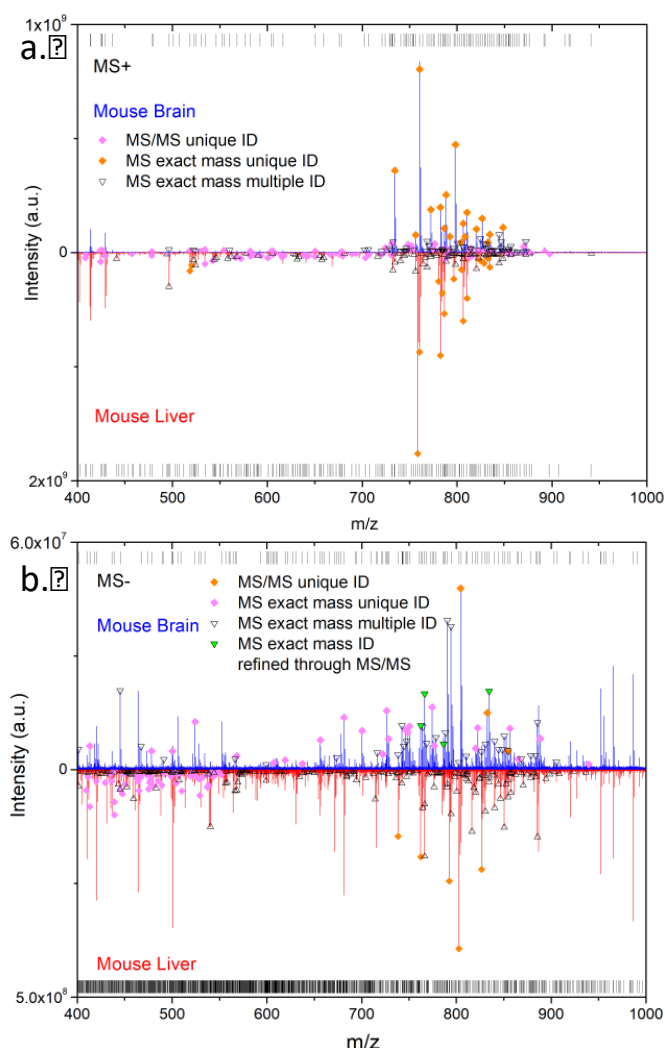 1x10⁹
a.⍰
MS+
Mouse Brain
MS/MS unique ID
MS exact mass unique ID
MS exact mass multiple ID
0
Intensity (a.u.)
Mouse Liver
2x10⁹
400 500 600 700 800 900 1000
m/z
6.0x10⁷
b.⍰
MS-
Mouse Brain
MS/MS unique ID
MS exact mass unique ID
MS exact mass multiple ID
MS exact mass ID
refined through MS/MS
0
Intensity (a.u.)
Mouse Liver
5.0x10⁸
400 500 600 700 800 900 1000
m/z